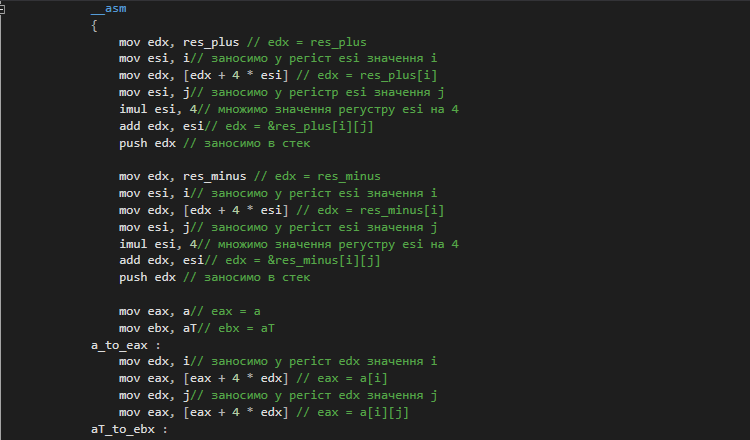 __asm
{
mov edx, res_plus // edx = res_plus
mov esi, i// заносимо у регіст esi значення i
mov edx, [edx + 4 * esi] // edx = res_plus[i]
mov esi, j// заносимо у регістр esi значення j
imul esi, 4// множимо значення регустру esi на 4
add edx, esi// edx = &res_plus[i][j]
push edx // заносимо в стек
mov edx, res_minus // edx = res_minus
mov esi, i// заносимо у регіст esi значення i
mov edx, [edx + 4 * esi] // edx = res_minus[i]
mov esi, j// заносимо у регіст esi значення j
imul esi, 4// множимо значення регустру esi на 4
add edx, esi// edx = &res_minus[i][j]
push edx // заносимо в стек
mov eax, a// eax = a
mov ebx, aT// ebx = aT
a_to_eax :
mov edx, i// заносимо у регіст edx значення i
mov eax, [eax + 4 * edx] // eax = a[i]
mov edx, j// заносимо у регіст edx значення j
mov eax, [eax + 4 * edx] // eax = a[i][j]
aT_to_ebx :